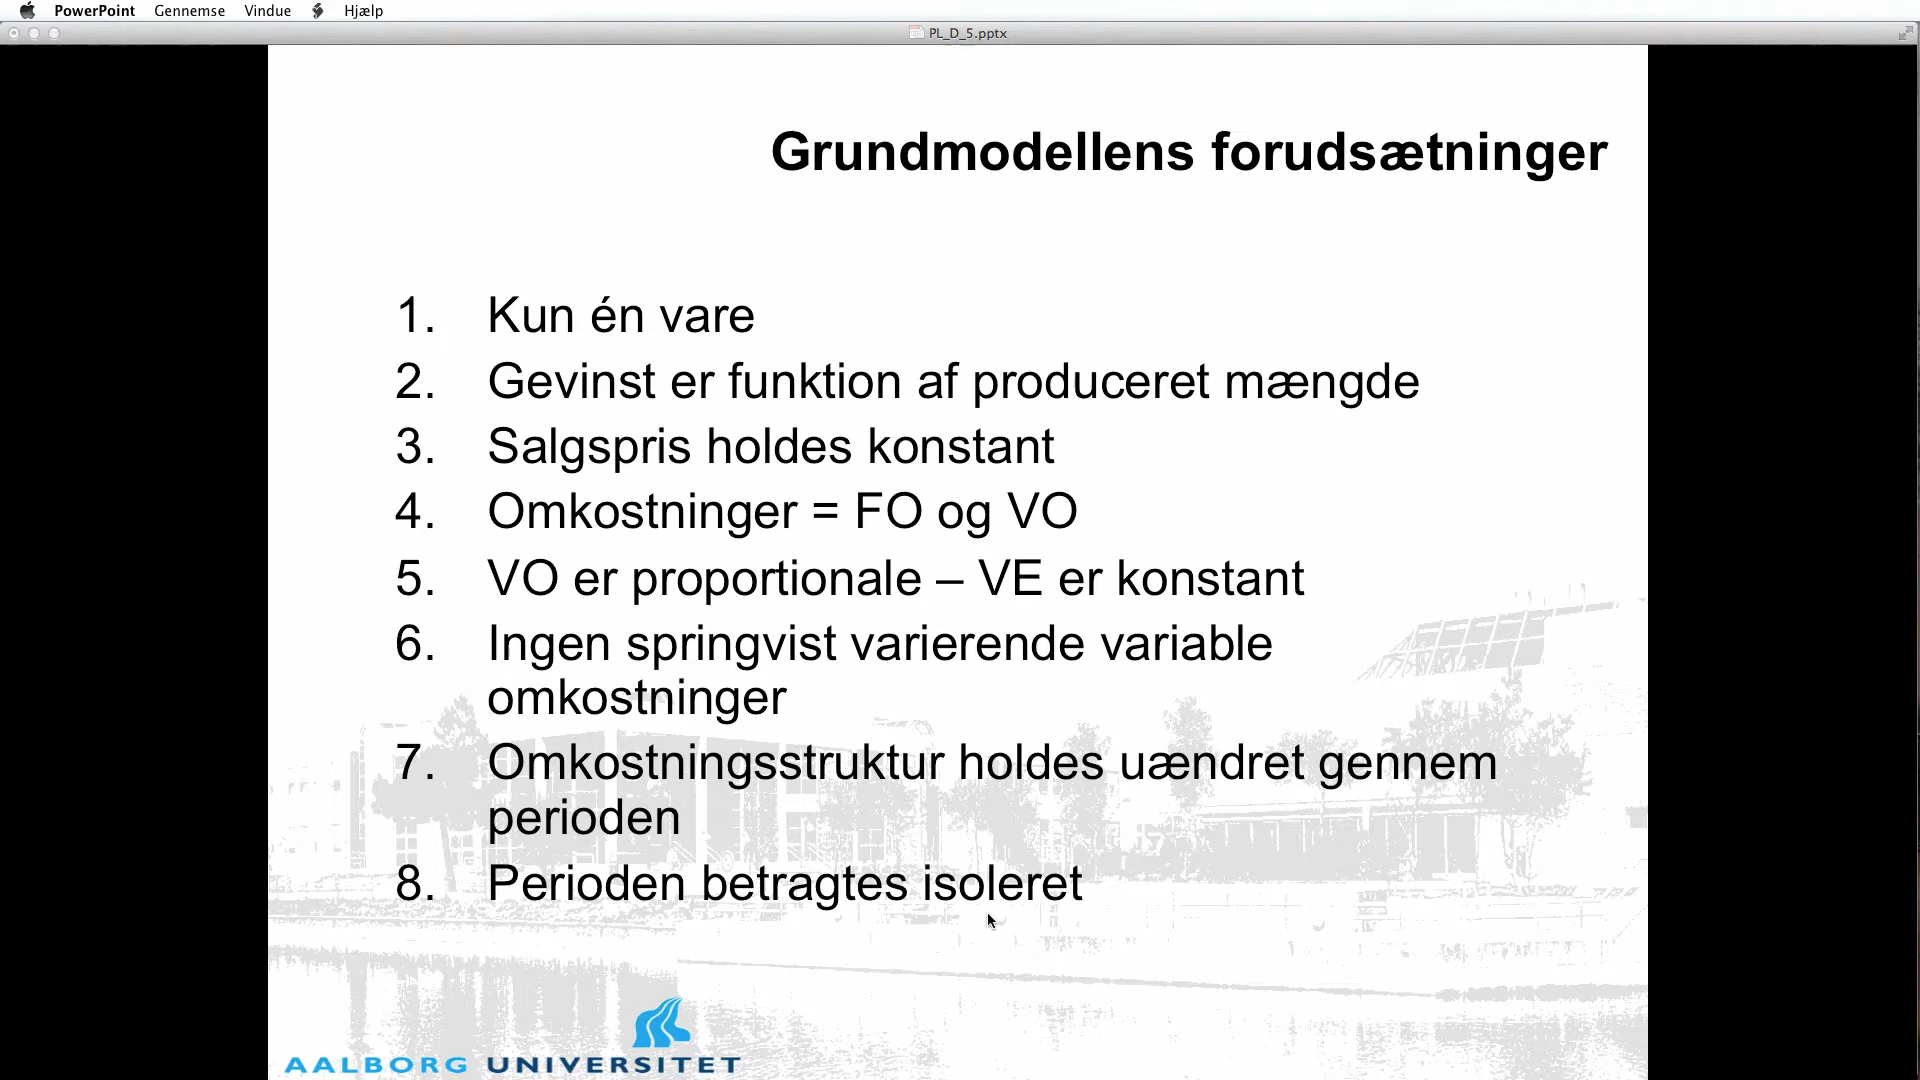 PowerPoint Gennemse Vindue Hjælp
PL_D_5.pptx
Grundmodellens forudsætninger
1. Kun én vare
2. Gevinst er funktion af produceret mængde
3. Salgspris holdes konstant
4. Omkostninger = FO og VO
5. VO er proportionale – VE er konstant
6. Ingen springvist varierende variable
omkostninger
7. Omkostningsstruktur holdes uændret gennem
perioden
8. Perioden betragtes isoleret
AALBORG UNIVERSITET